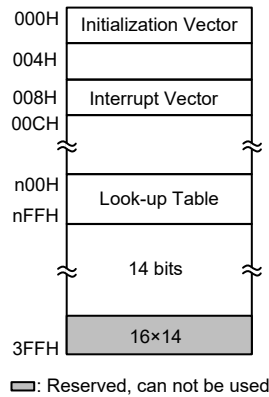 000H Initialization Vector
004H
008H Interrupt Vector
00CH
n00H
Look-up Table
nFFH
14 bits
16×14
3FFH
: Reserved, can not be used